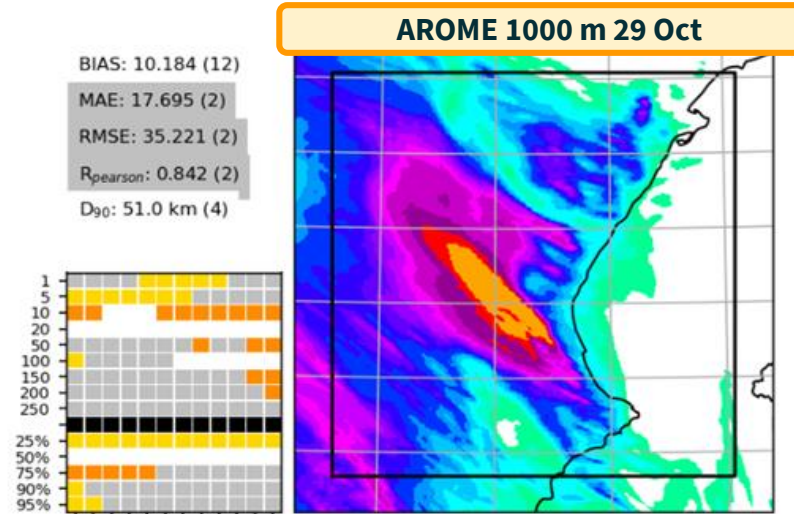 AROME 1000 m 29 Oct
BIAS: 10.184 (12)
MAE: 17.695 (2)
RMSE: 35.221 (2)
Rpearson: 0.842 (2)
D90: 51.0 km (4)
1
5
10
20
50
100
150
200
250
25%
50%
75%
90%
95%